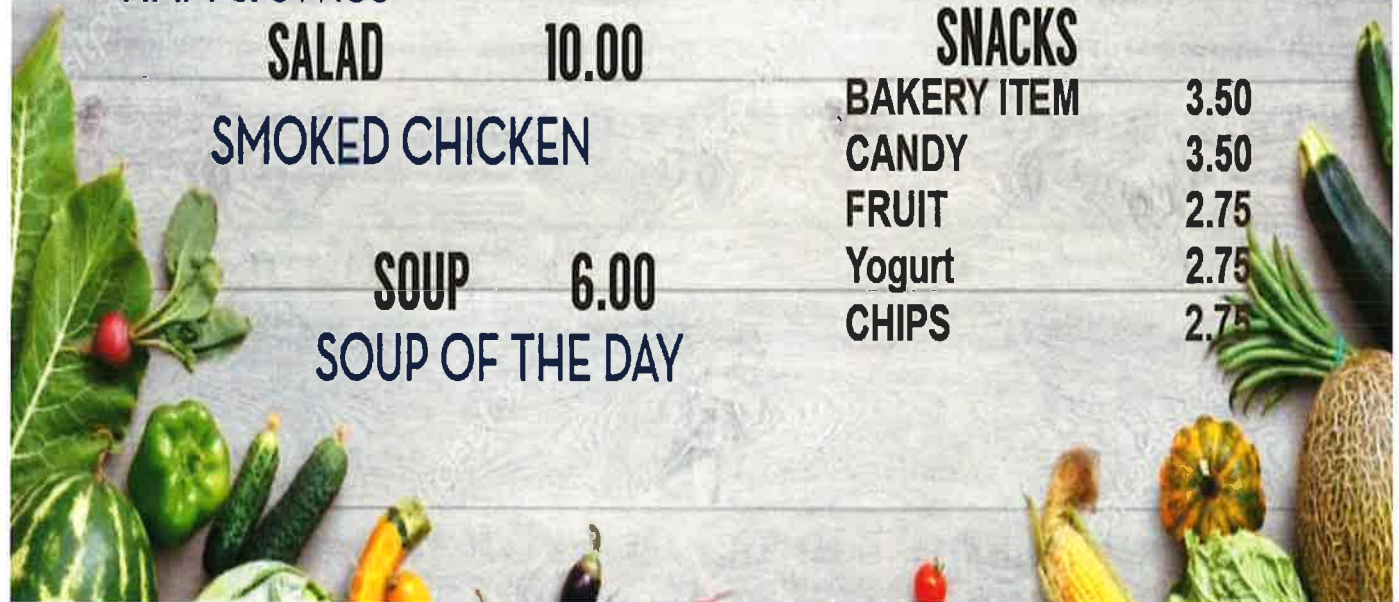 SALAD 10.00
SMOKED CHICKEN
SOUP 6.00
SOUP OF THE DAY
SNACKS
BAKERY ITEM 3.50
CANDY 3.50
FRUIT 2.75
Yogurt 2.75
CHIPS 2.75